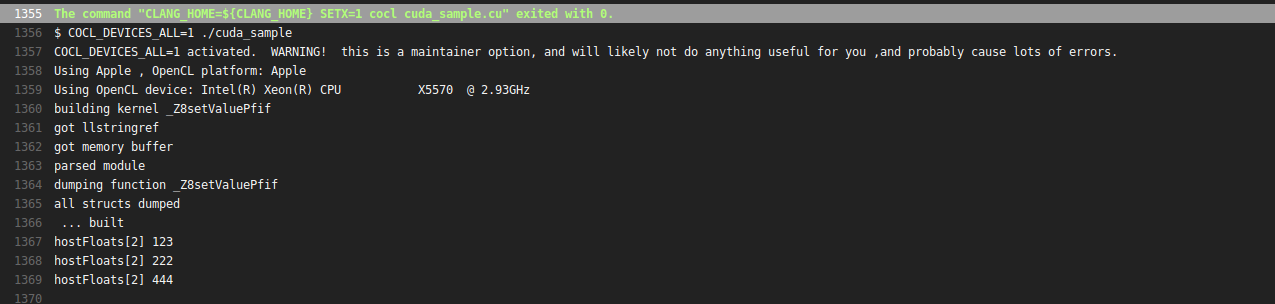 1355 The command "CLANG_HOME=${CLANG_HOME} SETX=1 cocl cuda_sample.cu" exited with 0.
1356 $ COCL_DEVICES_ALL=1 ./cuda_sample
1357 COCL_DEVICES_ALL=1 activated.  WARNING!  this is a maintainer option, and will likely not do anything useful for you ,and probably cause lots of errors.
1358 Using Apple , OpenCL platform: Apple
1359 Using OpenCL device: Intel(R) Xeon(R) CPU           X5570  @ 2.93GHz
1360 building kernel _Z8setValuePfif
1361 got llstringref
1362 got memory buffer
1363 parsed module
1364 dumping function _Z8setValuePfif
1365 all structs dumped
1366  ... built
1367 hostFloats[2] 123
1368 hostFloats[2] 222
1369 hostFloats[2] 444
1370